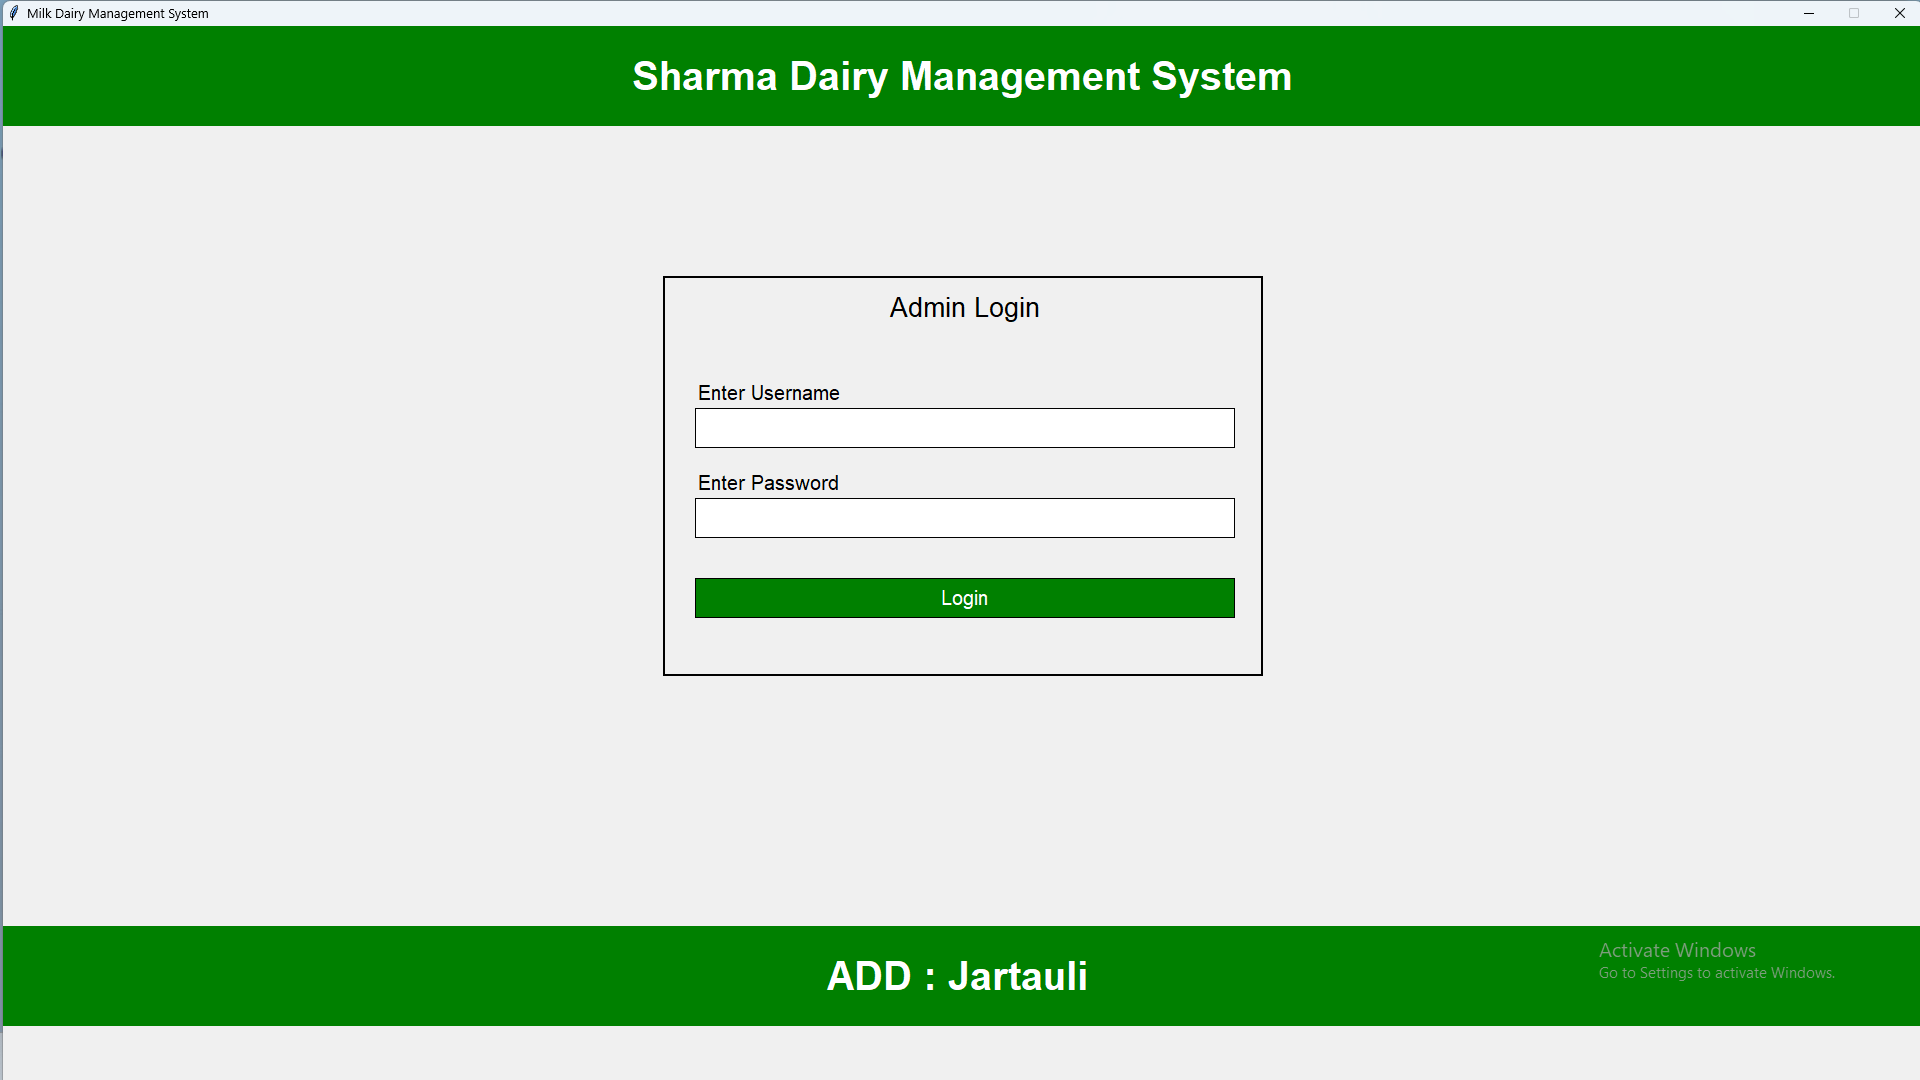 Milk Dairy Management System
Sharma Dairy Management System
Admin Login
Enter Username
Enter Password
Login
ADD : Jartauli
Activate Windows
Go to Settings to activate Windows.